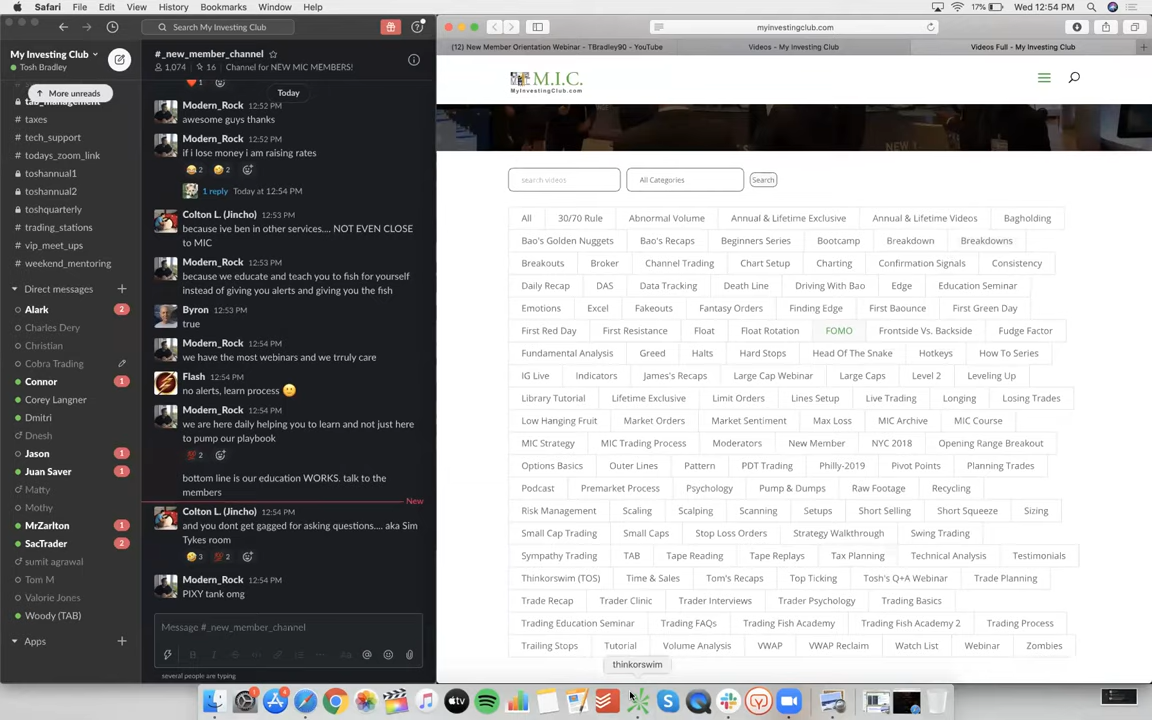 Safari File Edit View History Bookmarks Window Help
17% Wed 12:54 PM
Search My Investing Club
myinvestingclub.com
(12) New Member Orientation Webinar - TBradley90 - YouTube
Videos - My Investing Club
Videos Full - My Investing Club
My Investing Club
Tosh Bradley
More unreads
tab_management
# taxes
# tech_support
# todays_zoom_link
toshannual1
toshannual2
toshquarterly
# trading_stations
# vip_meet_ups
# weekend_mentoring
Direct messages
Alark 2
Charles Dery
Christian
Cobra Trading
Connor 1
Corey Langner
Dmitri
Dnesh
Jason 1
Juan Saver 1
Matty
Mothy
MrZarlton 1
SacTrader 2
sumit agrawal
Tom M
Valorie Jones
Woody (TAB)
Apps
#_new_member_channel
1,074 16 Channel for NEW MIC MEMBERS!
1
Today
Modern_Rock 12:52 PM
awesome guys thanks
Modern_Rock 12:52 PM
if i lose money i am raising rates
2 2
1 reply Today at 12:54 PM
Colton L. (Jincho) 12:53 PM
because ive ben in other services.... NOT EVEN CLOSE
to MIC
Modern_Rock 12:53 PM
because we educate and teach you to fish for yourself
instead of giving you alerts and giving you the fish
Byron 12:53 PM
true
Modern_Rock 12:54 PM
we have the most webinars and we trruly care
Flash 12:54 PM
no alerts, learn process
Modern_Rock 12:54 PM
we are here daily helping you to learn and not just here
to pump our playbook
2
bottom line is our education WORKS. talk to the
members
New
Colton L. (Jincho) 12:54 PM
and you dont get gagged for asking questions.... aka Sim
Tykes room
3 2
Modern_Rock 12:54 PM
PIXY tank omg
Message #_new_member_channel
several people are typing
M.I.C.
MyInvestingClub.com
search videos All Categories Search
All 30/70 Rule Abnormal Volume Annual & Lifetime Exclusive Annual & Lifetime Videos Bagholding
Bao's Golden Nuggets Bao's Recaps Beginners Series Bootcamp Breakdown Breakdowns
Breakouts Broker Channel Trading Chart Setup Charting Confirmation Signals Consistency
Daily Recap DAS Data Tracking Death Line Driving With Bao Edge Education Seminar
Emotions Excel Fakeouts Fantasy Orders Finding Edge First Baounce First Green Day
First Red Day First Resistance Float Float Rotation FOMO Frontside Vs. Backside Fudge Factor
Fundamental Analysis Greed Halts Hard Stops Head Of The Snake Hotkeys How To Series
IG Live Indicators James's Recaps Large Cap Webinar Large Caps Level 2 Leveling Up
Library Tutorial Lifetime Exclusive Limit Orders Lines Setup Live Trading Longing Losing Trades
Low Hanging Fruit Market Orders Market Sentiment Max Loss MIC Archive MIC Course
MIC Strategy MIC Trading Process Moderators New Member NYC 2018 Opening Range Breakout
Options Basics Outer Lines Pattern PDT Trading Philly-2019 Pivot Points Planning Trades
Podcast Premarket Process Psychology Pump & Dumps Raw Footage Recycling
Risk Management Scaling Scalping Scanning Setups Short Selling Short Squeeze Sizing
Small Cap Trading Small Caps Stop Loss Orders Strategy Walkthrough Swing Trading
Sympathy Trading TAB Tape Reading Tape Replays Tax Planning Technical Analysis Testimonials
Thinkorswim (TOS) Time & Sales Tom's Recaps Top Ticking Tosh's Q+A Webinar Trade Planning
Trade Recap Trader Clinic Trader Interviews Trader Psychology Trading Basics
Trading Education Seminar Trading FAQs Trading Fish Academy Trading Fish Academy 2 Trading Process
Trailing Stops Tutorial Volume Analysis VWAP VWAP Reclaim Watch List Webinar Zombies
thinkorswim